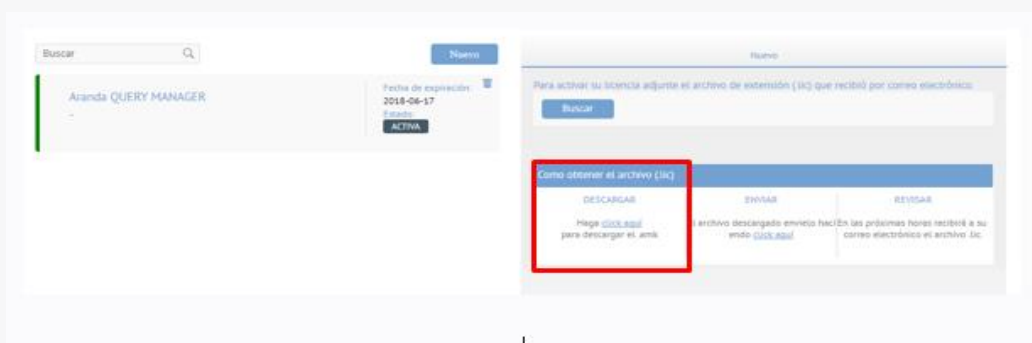 Buscar
Nuevo
Aranda QUERY MANAGER
-
Fecha de expiración:
2018-06-17
Estado:
ACTIVA
Nuevo
Para activar su licencia adjunte el archivo de extensión (.lic) que recibió por correo electrónico:
Buscar
Como obtener el archivo (.lic)
DESCARGAR
Haga click aquí
para descargar el .amk
ENVIAR
archivo descargado envielo haci
endo click aquí
REVISAR
En las próximas horas recibirá a su
correo electrónico el archivo .lic